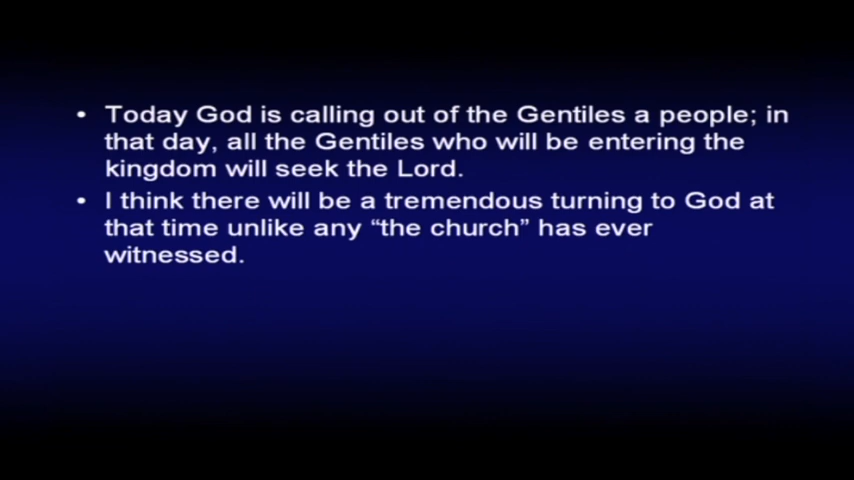 • Today God is calling out of the Gentiles a people; in
that day, all the Gentiles who will be entering the
kingdom will seek the Lord.
• I think there will be a tremendous turning to God at
that time unlike any “the church” has ever
witnessed.